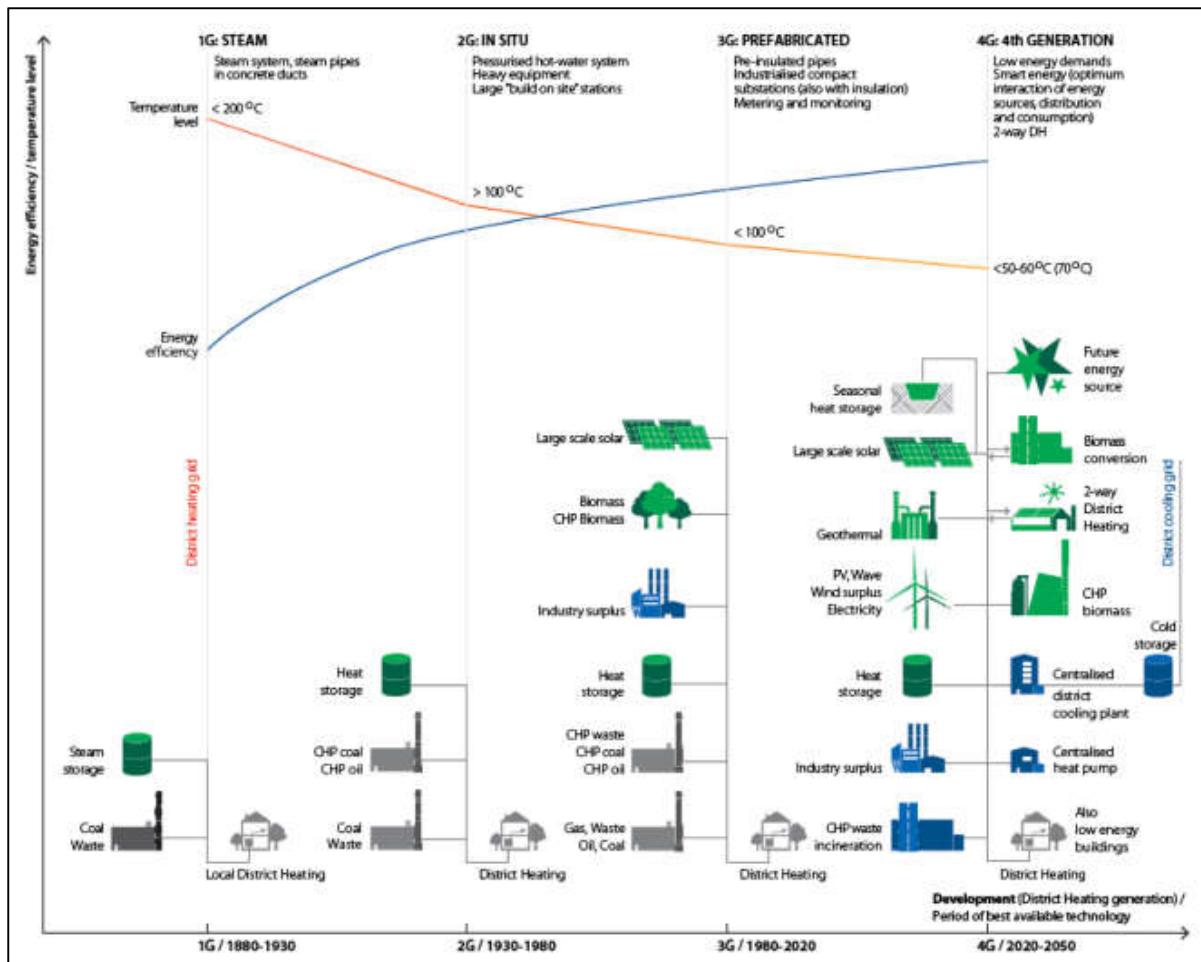 1G: STEAM
Steam system, steam pipes
in concrete ducts
2G: IN SITU
Pressurised hot-water system
Heavy equipment
Large "build on site" stations
3G: PREFABRICATED
Pre-insulated pipes
Industrialised compact
substations (also with insulation)
Metering and monitoring
4G: 4th GENERATION
Low energy demands
Smart energy (optimum
interaction of energy
sources, distribution
and consumption)
2-way DH
Energy efficiency / temperature level
Temperature
level
< 200 °C
> 100 °C
< 100 °C
<50-60°C (70°C)
Energy
efficiency
District heating grid
Steam
storage
Coal
Waste
Local District Heating
Heat
storage
CHP coal
CHP oil
Coal
Waste
District Heating
Large scale solar
Biomass
CHP Biomass
Industry surplus
Heat
storage
CHP waste
CHP coal
CHP oil
Gas, Waste
Oil, Coal
District Heating
Seasonal
heat storage
Large scale solar
Geothermal
PV, Wave
Wind surplus
Electricity
Heat
storage
Industry surplus
CHP waste
incineration
Future
energy
source
Biomass
conversion
2-way
District
Heating
CHP
biomass
Centralised
district
cooling plant
Centralised
heat pump
Also
low energy
buildings
District Heating
District cooling grid
Cold
storage
Development (District Heating generation) /
Period of best available technology
1G / 1880-1930
2G / 1930-1980
3G / 1980-2020
4G / 2020-2050